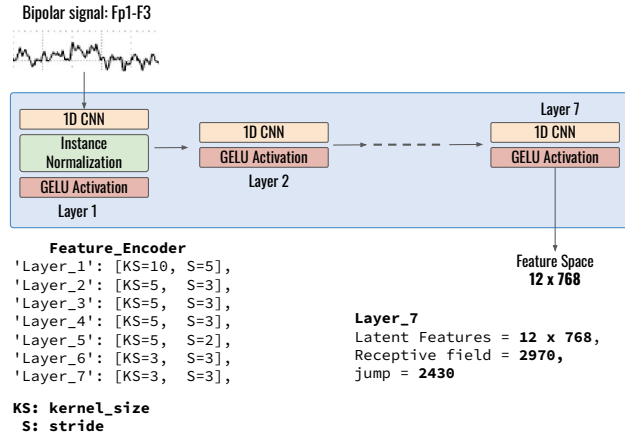 Bipolar signal: Fp1-F3
1D CNN
Instance
Normalization
GELU Activation
Layer 1
1D CNN
GELU Activation
Layer 2
Layer 7
1D CNN
GELU Activation
Feature Space
12 x 768
Feature_Encoder
'Layer_1': [KS=10, S=5],
'Layer_2': [KS=5, S=3],
'Layer_3': [KS=5, S=3],
'Layer_4': [KS=5, S=3],
'Layer_5': [KS=5, S=2],
'Layer_6': [KS=3, S=3],
'Layer_7': [KS=3, S=3],
KS: kernel_size
S: stride
Layer_7
Latent Features = 12 x 768,
Receptive field = 2970,
jump = 2430